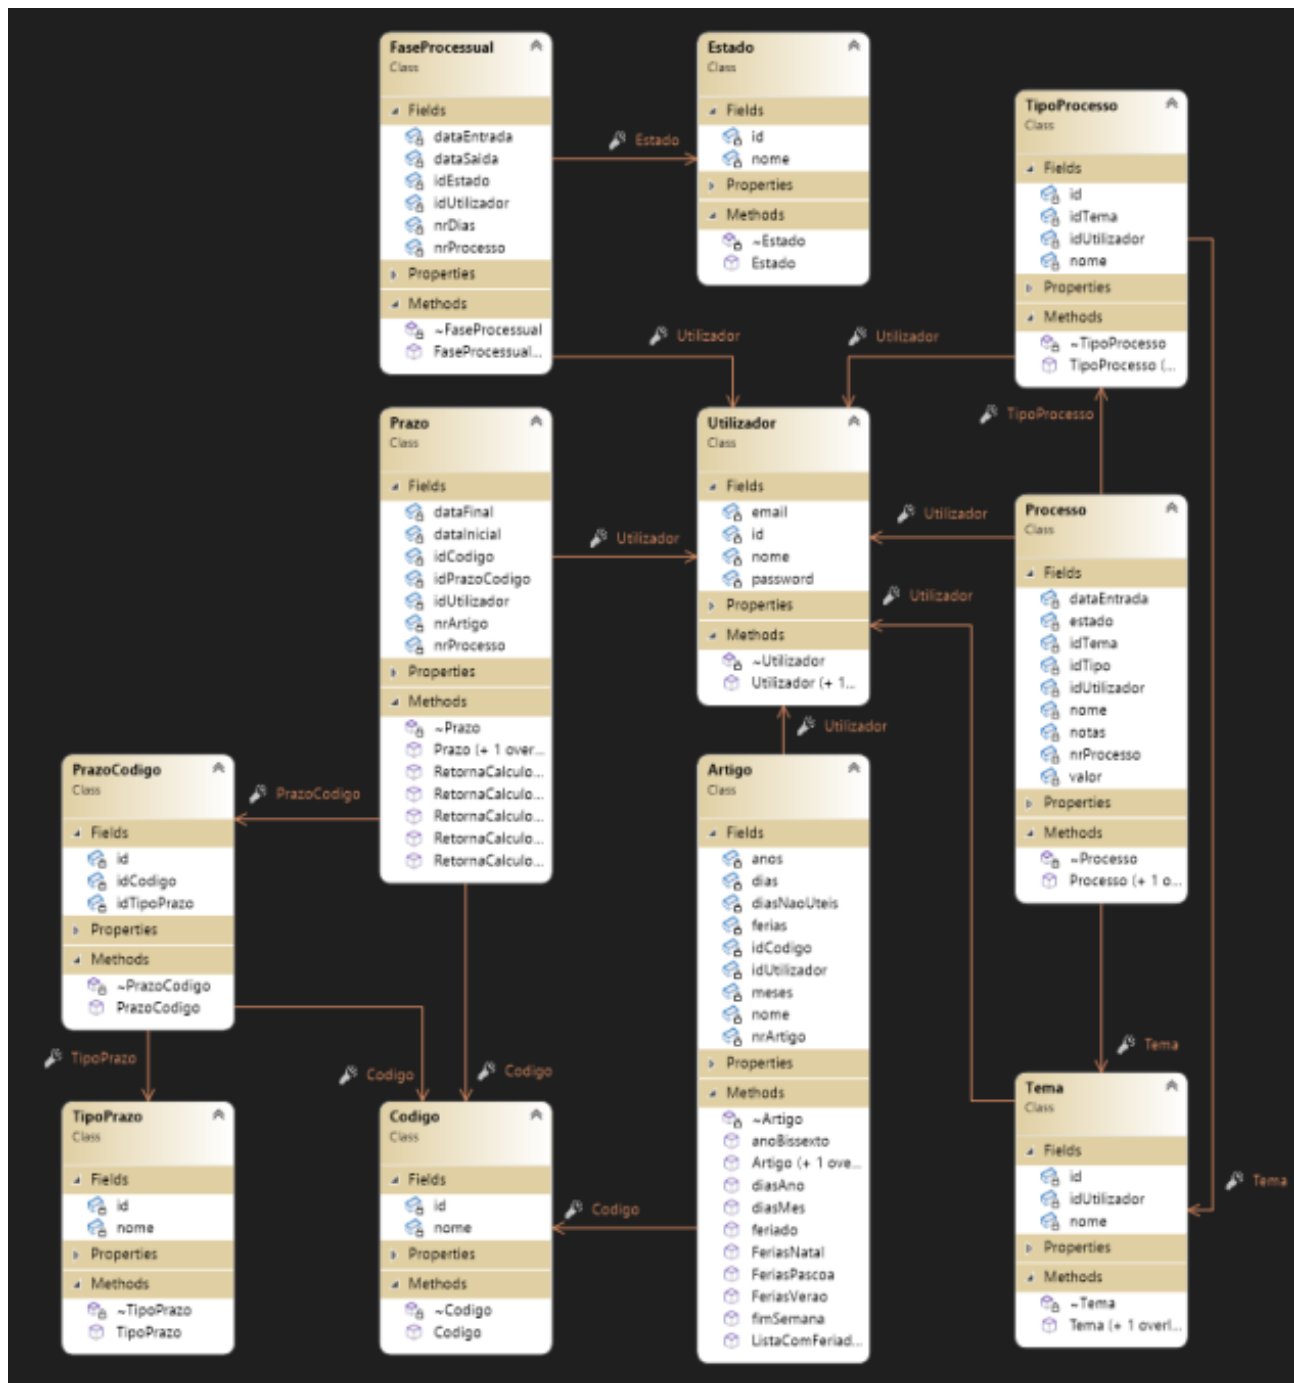 FaseProcessual
Class
Fields
dataEntrada
dataSaida
idEstado
idUtilizador
nrDias
nrProcesso
Properties
Methods
~FaseProcessual
FaseProcessual...
Estado
Estado
Class
Fields
id
nome
Properties
Methods
~Estado
Estado
TipoProcesso
Class
Fields
id
idTema
idUtilizador
nome
Properties
Methods
~TipoProcesso
TipoProcesso (...
Utilizador
Utilizador
TipoProcesso
Prazo
Class
Fields
dataFinal
dataInicial
idCodigo
idPrazoCodigo
idUtilizador
nrArtigo
nrProcesso
Properties
Methods
~Prazo
Prazo (+ 1 over...
RetornaCalculo...
RetornaCalculo...
RetornaCalculo...
RetornaCalculo...
RetornaCalculo...
Utilizador
Utilizador
Class
Fields
email
id
nome
password
Properties
Methods
~Utilizador
Utilizador (+ 1...
Utilizador
Utilizador
Utilizador
Processo
Class
Fields
dataEntrada
estado
idTema
idTipo
idUtilizador
nome
notas
nrProcesso
valor
Properties
Methods
~Processo
Processo (+ 1 o...
PrazoCodigo
Class
Fields
id
idCodigo
idTipoPrazo
Properties
Methods
~PrazoCodigo
PrazoCodigo
PrazoCodigo
Artigo
Class
Fields
anos
dias
diasNaoUteis
ferias
idCodigo
idUtilizador
meses
nome
nrArtigo
Properties
Methods
~Artigo
anoBissexto
Artigo (+ 1 ove...
diasAno
diasMes
feriado
FeriasNatal
FeriasPascoa
FeriasVerao
fimSemana
ListaComFeriad...
TipoPrazo
Codigo
Codigo
Tema
TipoPrazo
Class
Fields
id
nome
Properties
Methods
~TipoPrazo
TipoPrazo
Codigo
Class
Fields
id
nome
Properties
Methods
~Codigo
Codigo
Codigo
Tema
Class
Fields
id
idUtilizador
nome
Properties
Methods
~Tema
Tema (+ 1 overl...
Tema